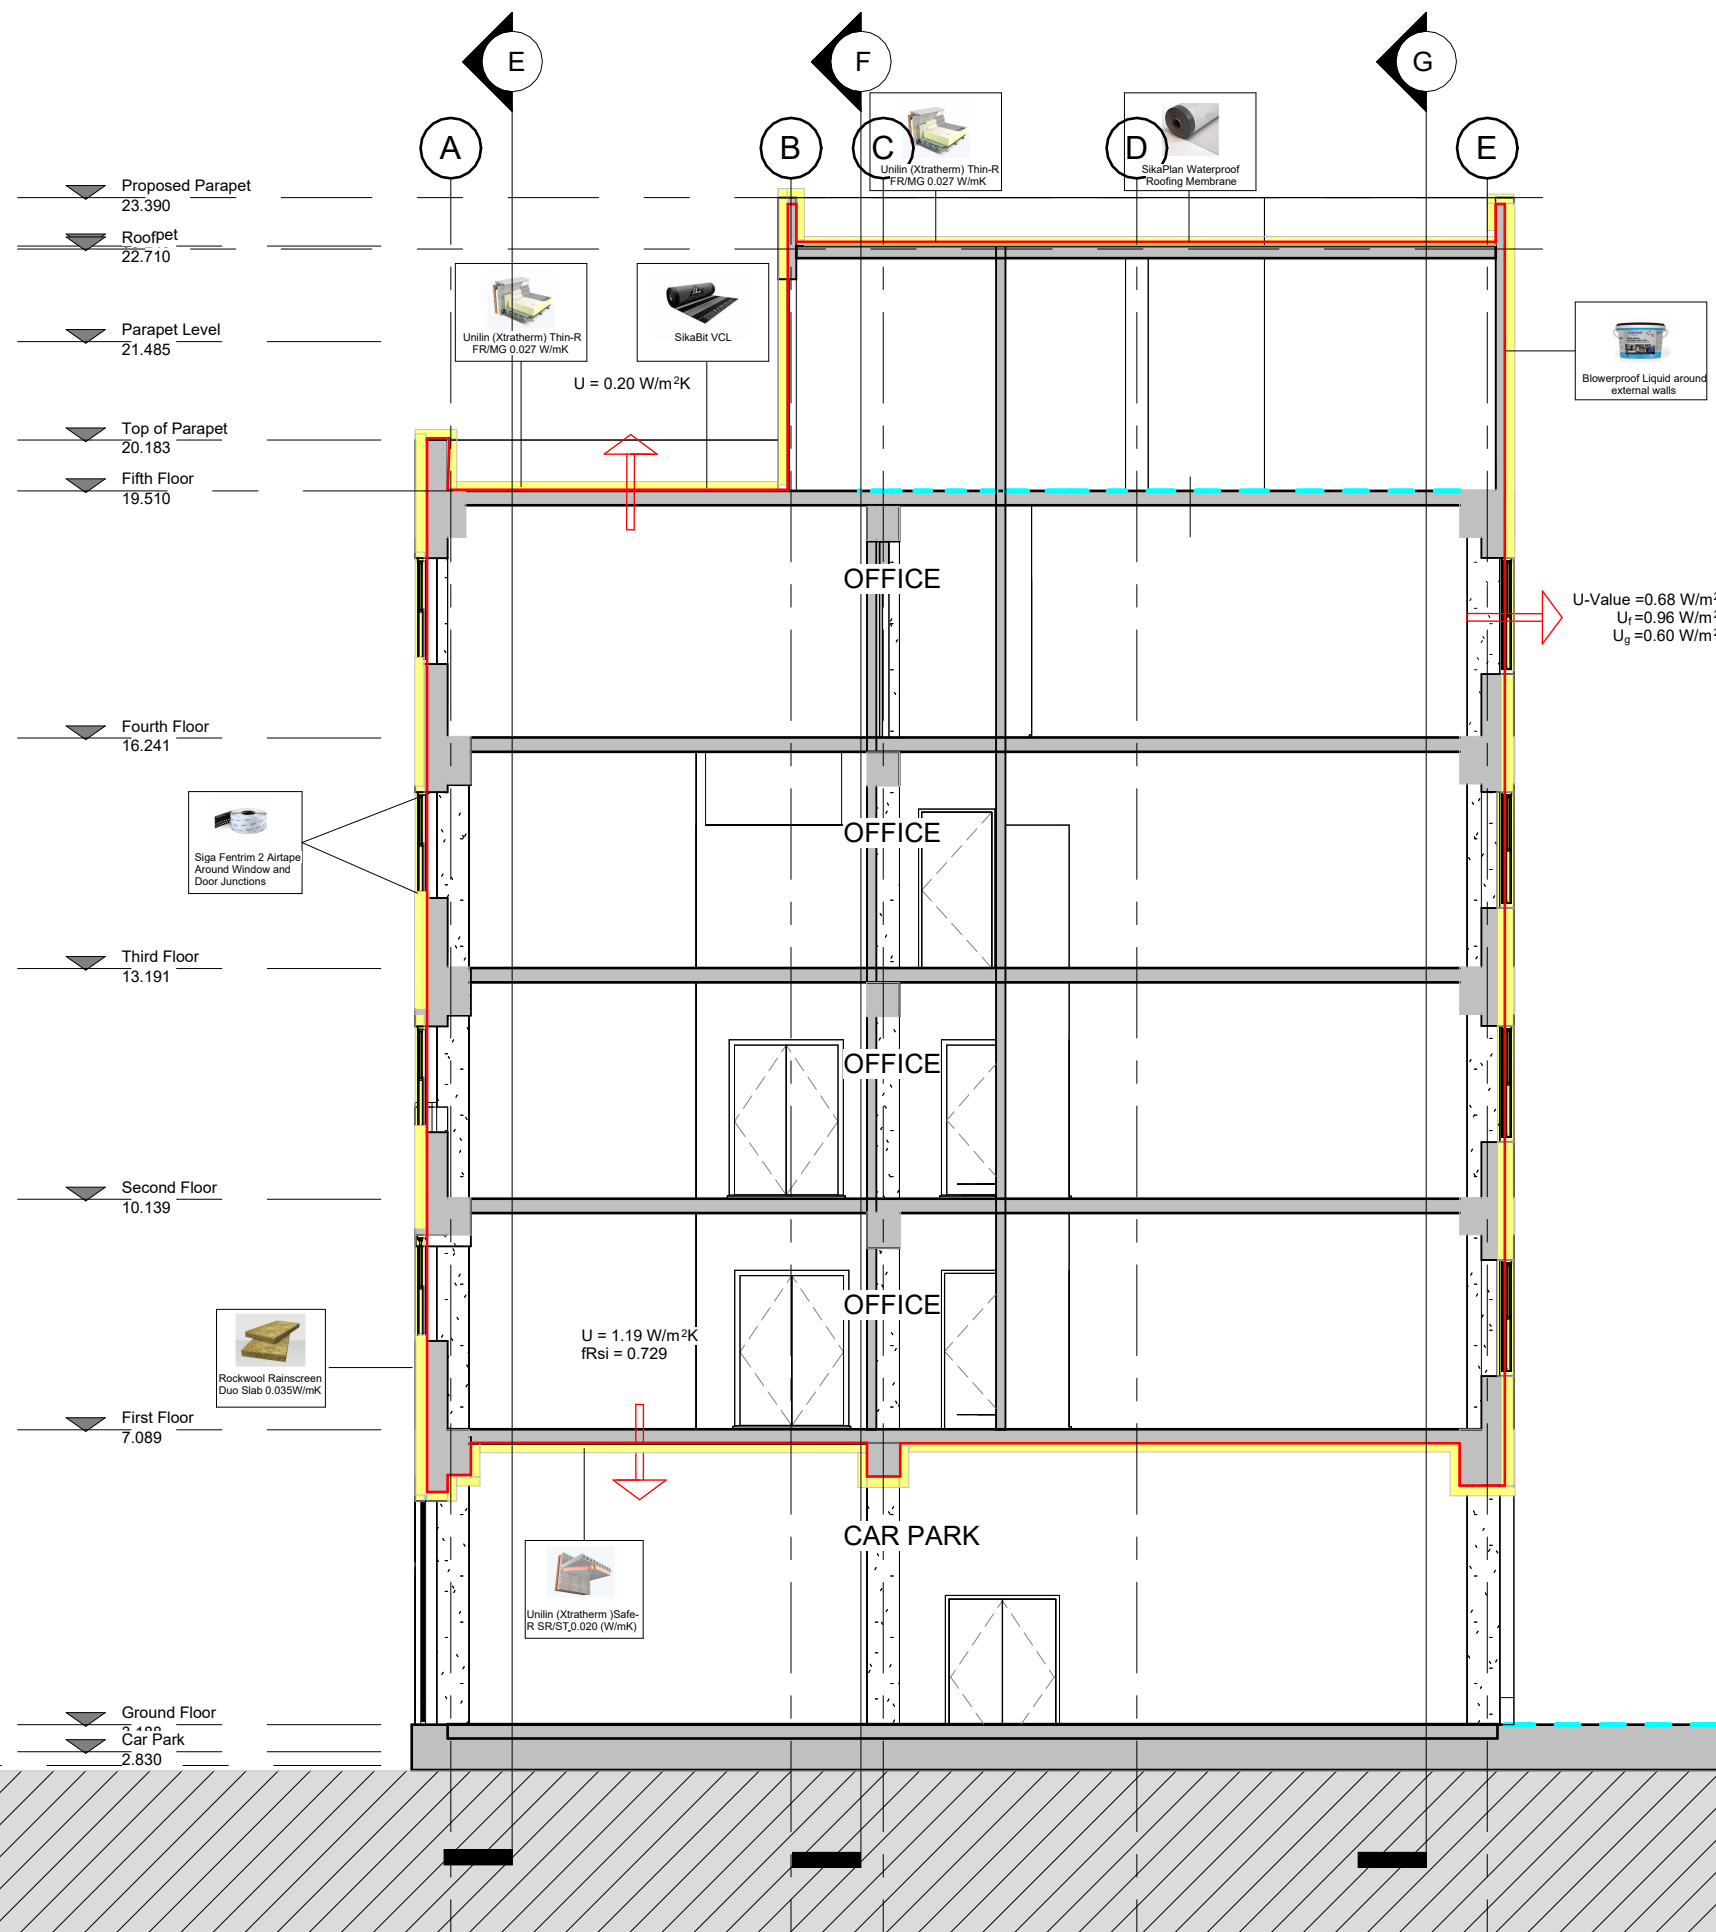 E
F
G
A
B
C
D
E
Unilin (Xtratherm) Thin-R
FR/MG 0.027 W/mK
SikaPlan Waterproof
Roofing Membrane
Proposed Parapet
23.390
Roof
22.710
Parapet Level
21.485
Top of Parapet
20.183
Fifth Floor
19.510
Fourth Floor
16.241
Third Floor
13.191
Second Floor
10.139
First Floor
7.089
Ground Floor
Car Park
2.830
Unilin (Xtratherm) Thin-R
FR/MG 0.027 W/mK
SikaBit VCL
U = 0.20 W/m²K
Blowerproof Liquid around
external walls
U-Value =0.68 W/m²
Uf =0.96 W/m²
Ug =0.60 W/m²
OFFICE
OFFICE
OFFICE
OFFICE
Siga Fentrim 2 Airtape
Around Window and
Door Junctions
Rockwool Rainscreen
Duo Slab 0.035W/mK
U = 1.19 W/m²K
fRsi = 0.729
CAR PARK
Unilin (Xtratherm )Safe-
R SR/ST 0.020 (W/mK)